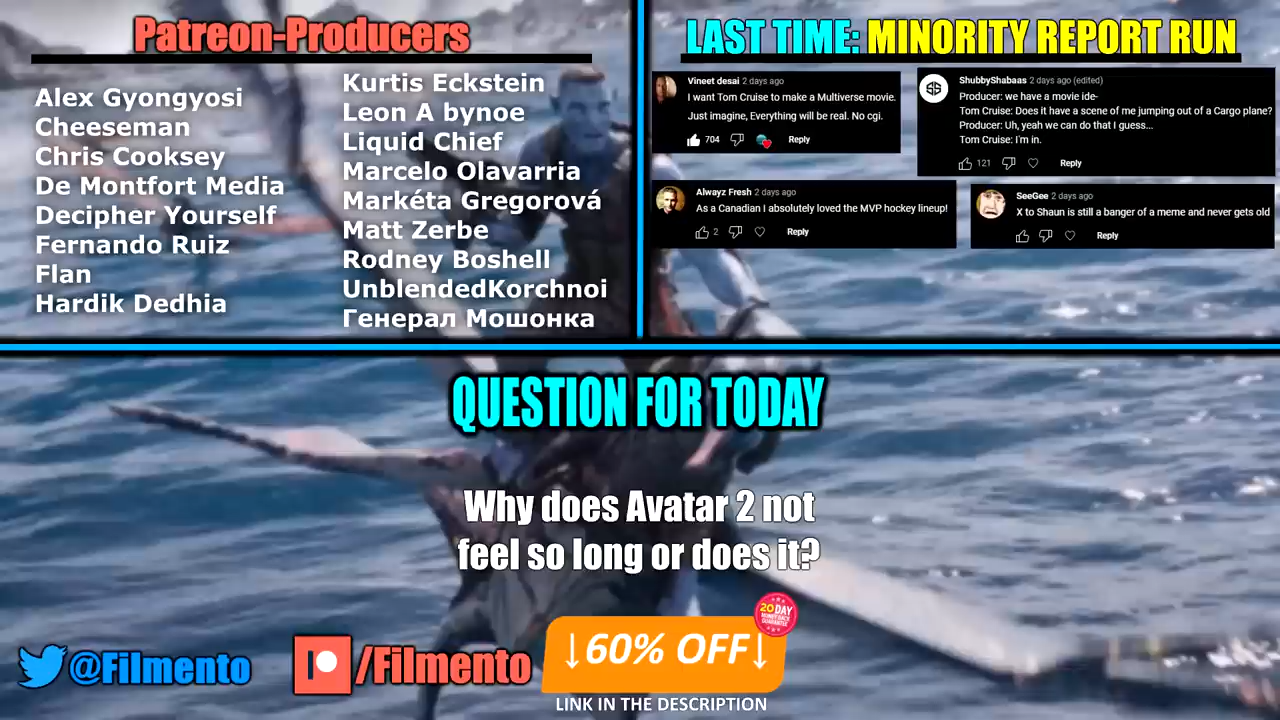 Patreon-Producers
Alex Gyongyosi
Cheeseman
Chris Cooksey
De Montfort Media
Decipher Yourself
Fernando Ruiz
Flan
Hardik Dedhia
Kurtis Eckstein
Leon A bynoe
Liquid Chief
Marcelo Olavarria
Markéta Gregorová
Matt Zerbe
Rodney Boshell
UnblendedKorchnoi
Генерал Мошонка
LAST TIME: MINORITY REPORT RUN
Vineet desai 2 days ago
I want Tom Cruise to make a Multiverse movie.
Just imagine, Everything will be real. No cgi.
704 Reply
ShubbyShabaas 2 days ago (edited)
Producer: we have a movie ide-
Tom Cruise: Does it have a scene of me jumping out of a Cargo plane?
Producer: Uh, yeah we can do that I guess...
Tom Cruise: I'm in.
121 Reply
Alwayz Fresh 2 days ago
As a Canadian I absolutely loved the MVP hockey lineup!
2 Reply
SeeGee 2 days ago
X to Shaun is still a banger of a meme and never gets old
Reply
QUESTION FOR TODAY
Why does Avatar 2 not
feel so long or does it?
@Filmento
/Filmento
20 DAY
MONEY BACK
GUARANTEE
↓60% OFF↓
LINK IN THE DESCRIPTION